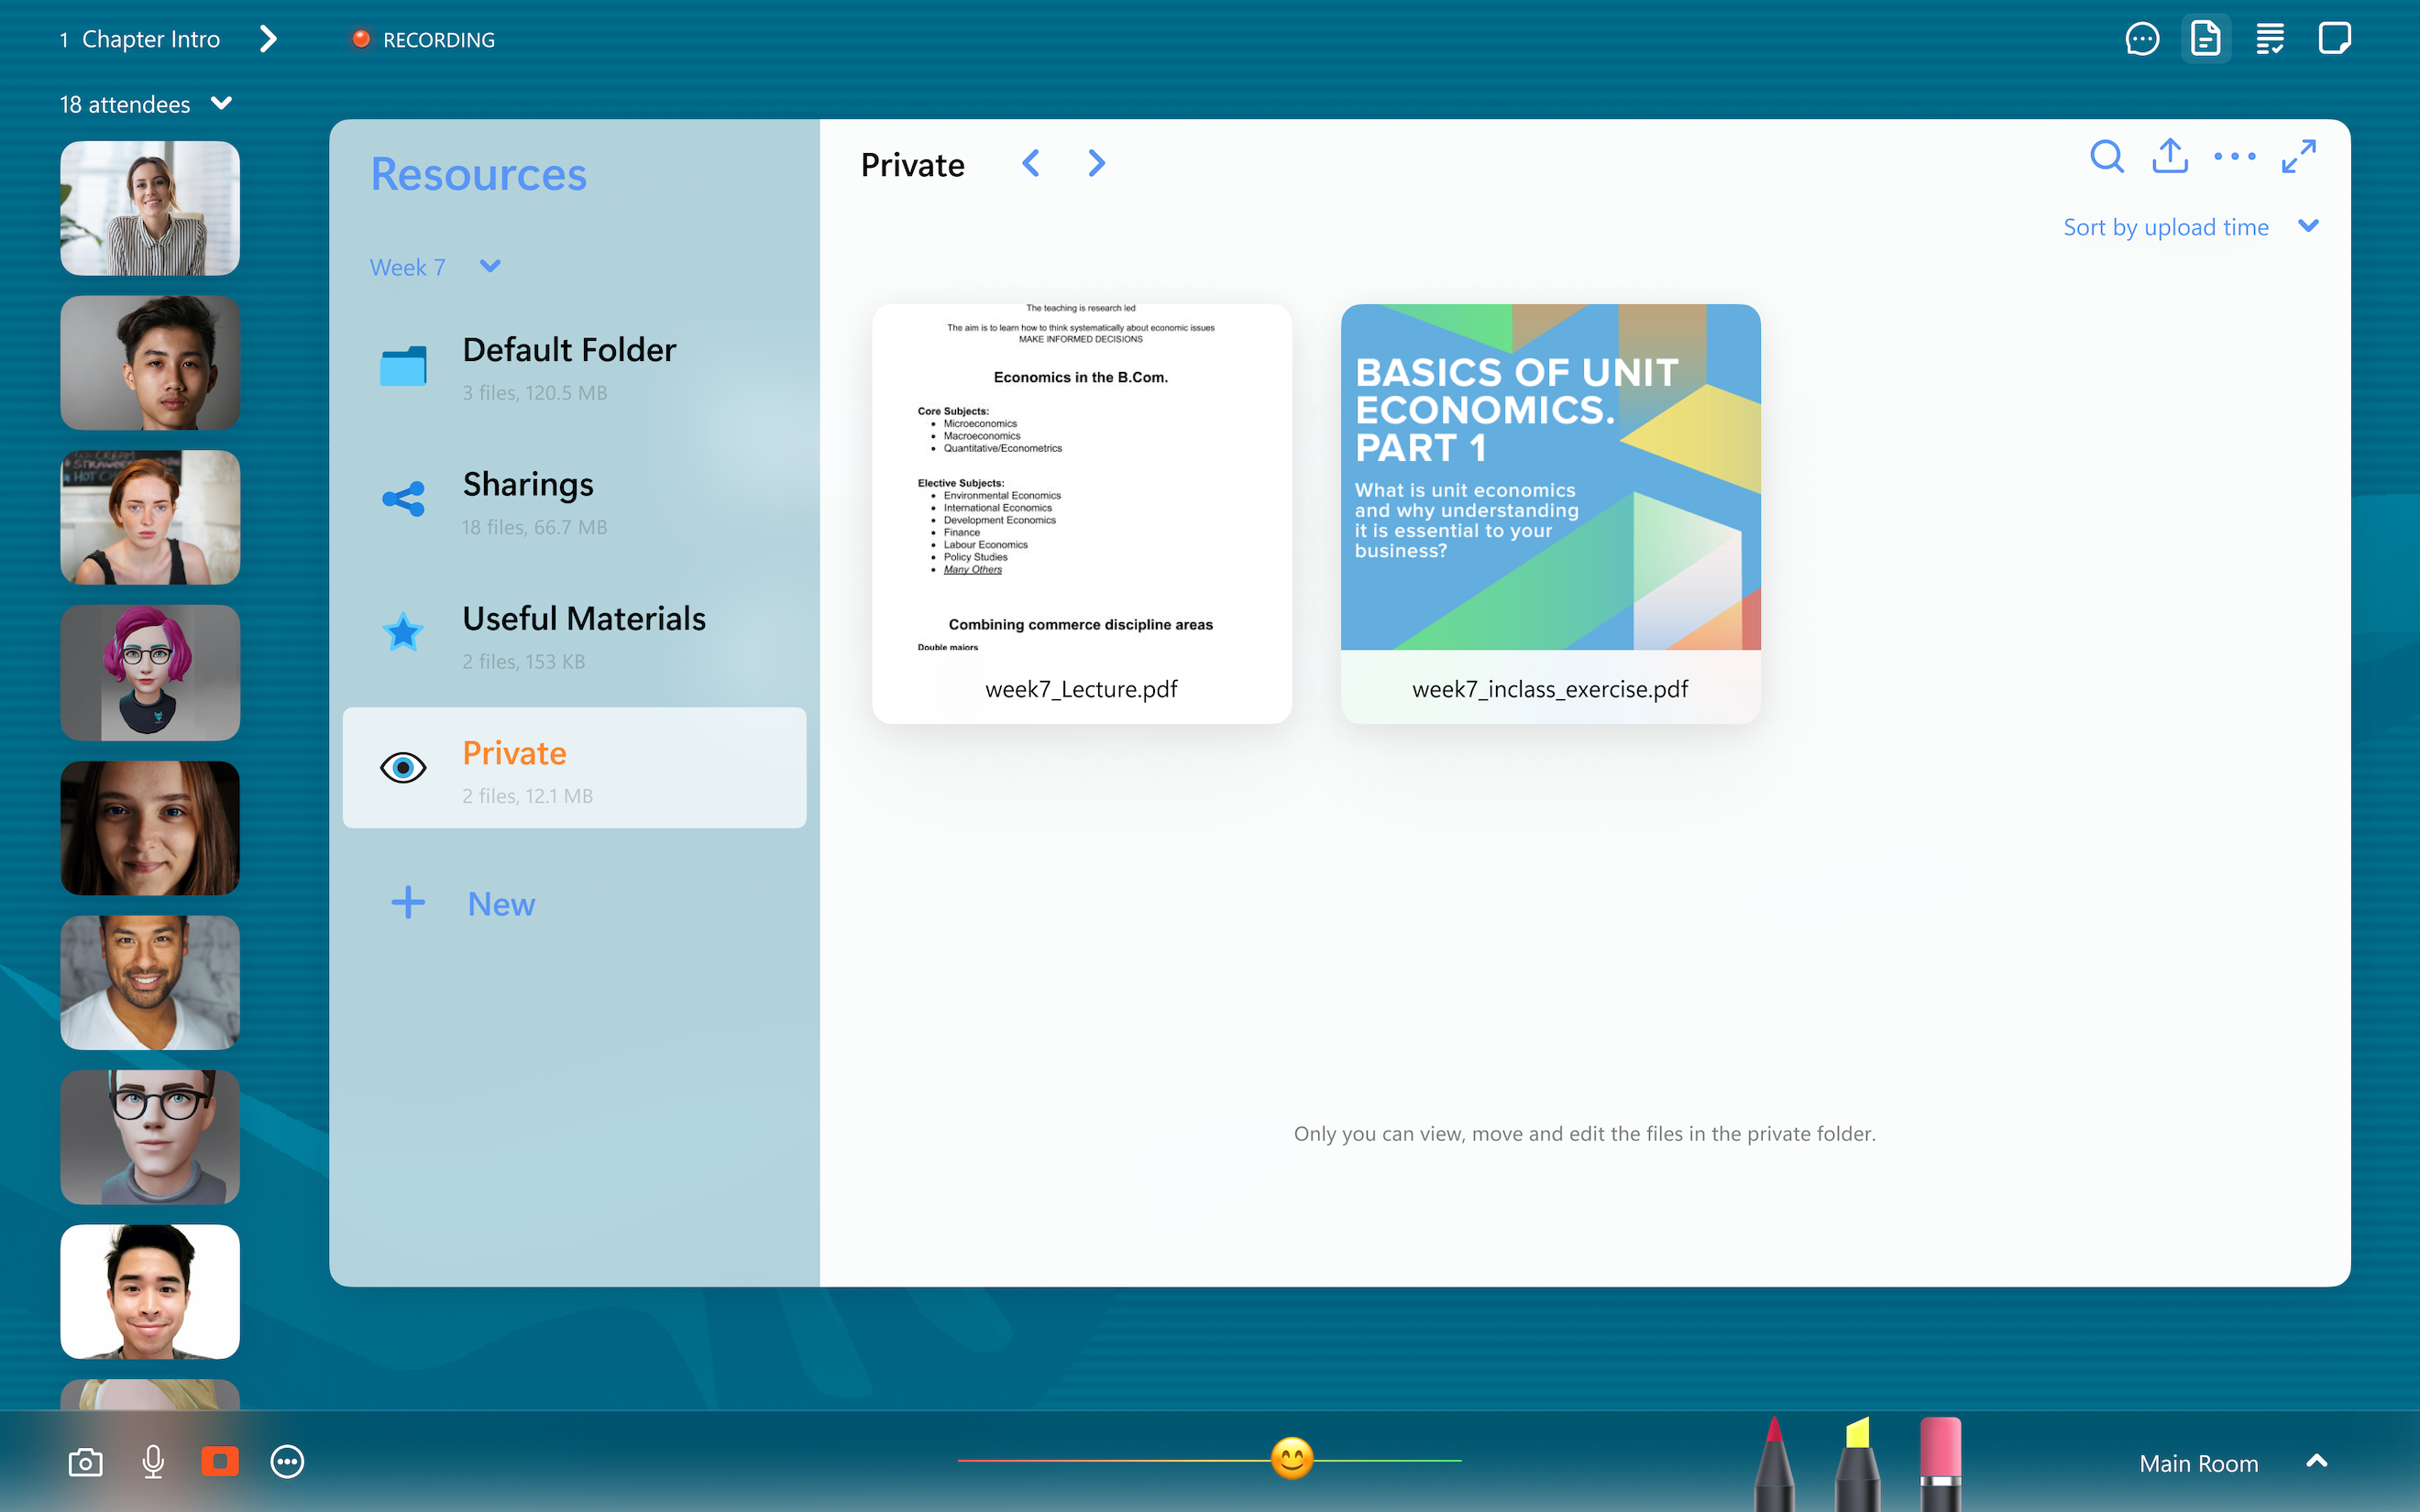 1 Chapter Intro
RECORDING
18 attendees
Resources
Week 7
Default Folder
3 files, 120.5 MB
Sharings
18 files, 66.7 MB
Useful Materials
2 files, 153 KB
Private
2 files, 12.1 MB
New
Private
Sort by upload time
The teaching is research led
The aim is to learn how to think systematically about economic issues
MAKE INFORMED DECISIONS
Economics in the B.Com.
Core Subjects:
• Microeconomics
• Macroeconomics
• Quantitative/Econometrics
Elective Subjects:
• Environmental Economics
• International Economics
• Development Economics
• Finance
• Labour Economics
• Policy Studies
• Many Others
Combining commerce discipline areas
Double majors
week7_Lecture.pdf
BASICS OF UNIT
ECONOMICS.
PART 1
What is unit economics
and why understanding
it is essential to your
business?
week7_inclass_exercise.pdf
Only you can view, move and edit the files in the private folder.
Main Room